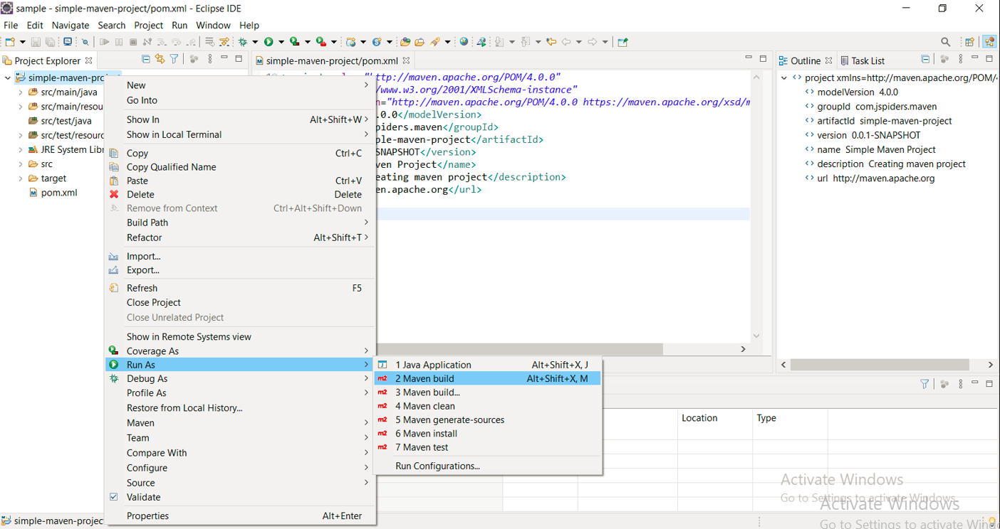 sample - simple-maven-project/pom.xml - Eclipse IDE
File Edit Navigate Search Project Run Window Help
Project Explorer
simple-maven-proj
src/main/java
src/main/resou
src/test/java
src/test/resourc
JRE System Libr
src
target
pom.xml
New
Go Into
Show In Alt+Shift+W
Show in Local Terminal
Copy Ctrl+C
Copy Qualified Name
Paste Ctrl+V
Delete Delete
Remove from Context Ctrl+Alt+Shift+Down
Build Path
Refactor Alt+Shift+T
Import...
Export...
Refresh F5
Close Project
Close Unrelated Project
Show in Remote Systems view
Coverage As
Run As
Debug As
Profile As
Restore from Local History...
Maven
Team
Compare With
Configure
Source
Validate
Properties Alt+Enter
1 Java Application Alt+Shift+X, J
m2 2 Maven build Alt+Shift+X, M
m2 3 Maven build...
m2 4 Maven clean
m2 5 Maven generate-sources
m2 6 Maven install
m2 7 Maven test
Run Configurations...
simple-maven-project/pom.xml
"http://maven.apache.org/POM/4.0.0"
/www.w3.org/2001/XMLSchema-instance"
n="http://maven.apache.org/POM/4.0.0 https://maven.apache.org/xsd/m
.0.0</modelVersion>
piders.maven</groupId>
ple-maven-project</artifactId>
SNAPSHOT</version>
ven Project</name>
eating maven project</description>
en.apache.org</url>
Outline
Task List
project xmlns=http://maven.apache.org/POM/
modelVersion 4.0.0
groupId com.jspiders.maven
artifactId simple-maven-project
version 0.0.1-SNAPSHOT
name Simple Maven Project
description Creating maven project
url http://maven.apache.org
Location Type
Activate Windows
Go to Settings to activate Windows.
Activate Windows
Go to Settings to activate Windo
simple-maven-projec